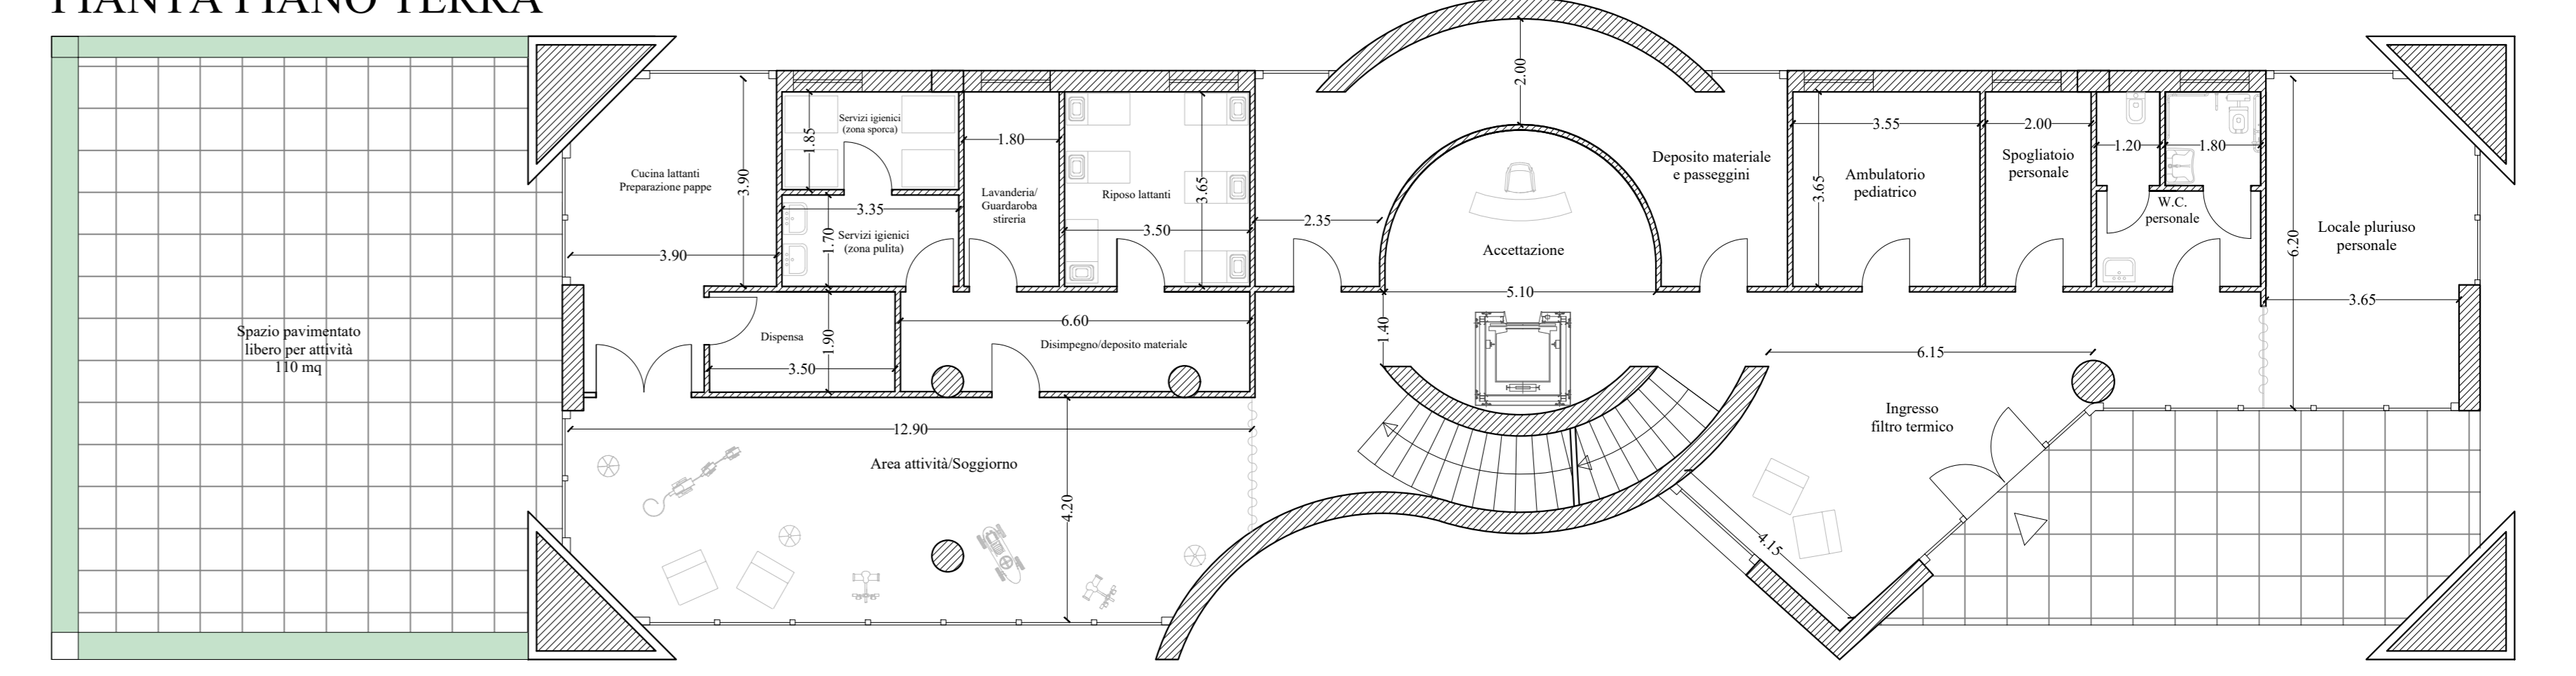 PIANTA PIANO TERRA
Spazio pavimentato
libero per attività
110 mq
Cucina lattanti
Preparazione pappe
3.90
3.90
Servizi igienici
(zona sporca)
1.85
3.35
Servizi igienici
(zona pulita)
1.70
1.80
Lavanderia/
Guardaroba
stireria
Riposo lattanti
3.65
3.50
Dispensa
1.90
3.50
6.60
Disimpegno/deposito materiale
12.90
Area attività/Soggiorno
4.20
2.35
2.00
Accettazione
5.10
1.40
Deposito materiale
e passeggini
3.55
Ambulatorio
pediatrico
3.65
2.00
Spogliatoio
personale
1.20
1.80
W.C.
personale
6.20
Locale pluriuso
personale
3.65
6.15
Ingresso
filtro termico
4.15